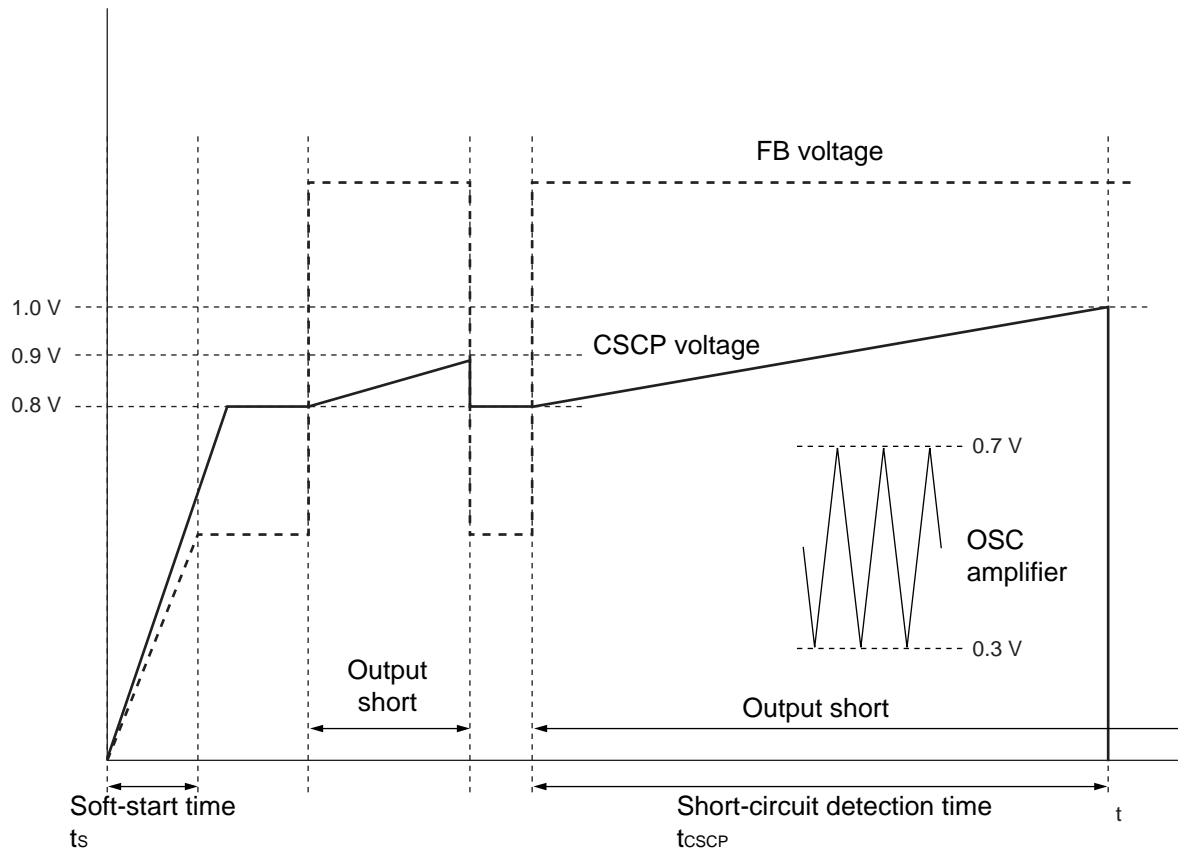 FB voltage
1.0 V
0.9 V
CSCP voltage
0.8 V
0.7 V
OSC
amplifier
0.3 V
Output
short
Output short
Soft-start time
tS
Short-circuit detection time
tCSCP
t